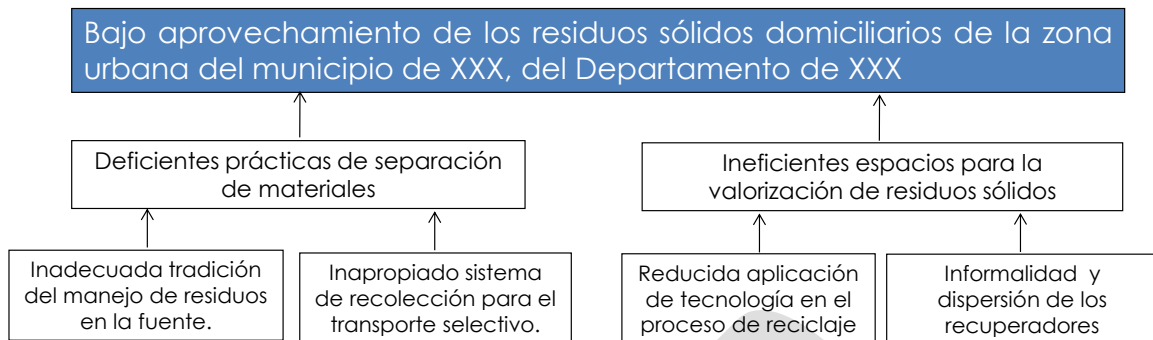 Bajo aprovechamiento de los residuos sólidos domiciliarios de la zona
urbana del municipio de XXX, del Departamento de XXX
Deficientes prácticas de separación
de materiales
Ineficientes espacios para la
valorización de residuos sólidos
Inadecuada tradición
del manejo de residuos
en la fuente.
Inapropiado sistema
de recolección para el
transporte selectivo.
Reducida aplicación
de tecnología en el
proceso de reciclaje
Informalidad y
dispersión de los
recuperadores